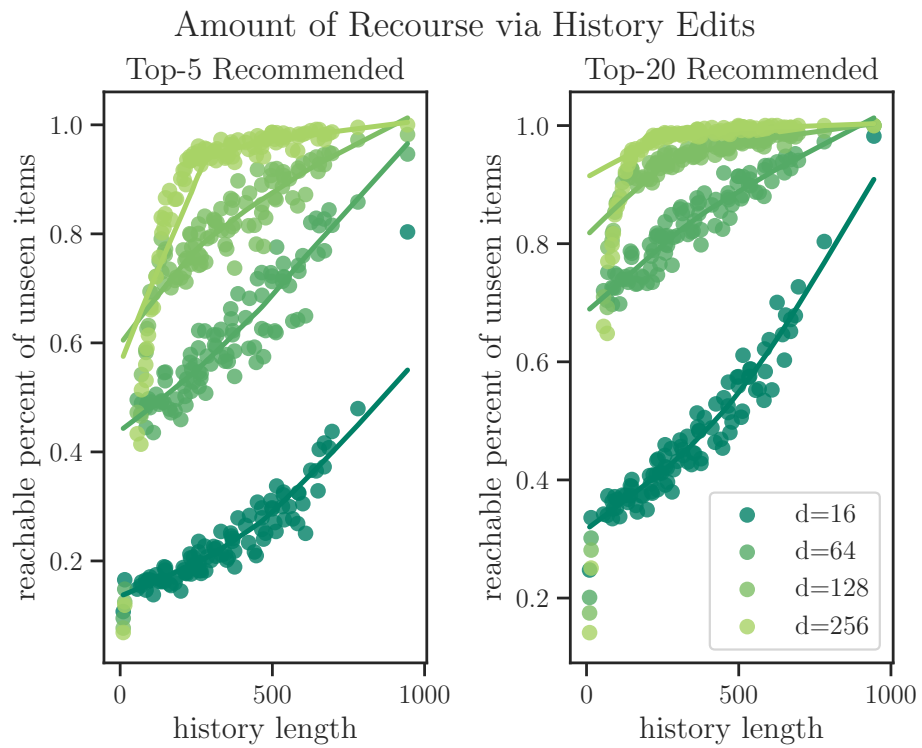 Amount of Recourse via History Edits
Top-5 Recommended
reachable percent of unseen items
1.0
0.8
0.6
0.4
0.2
0
500
1000
history length
Top-20 Recommended
reachable percent of unseen items
1.0
0.8
0.6
0.4
0.2
d=16
d=64
d=128
d=256
0
500
1000
history length